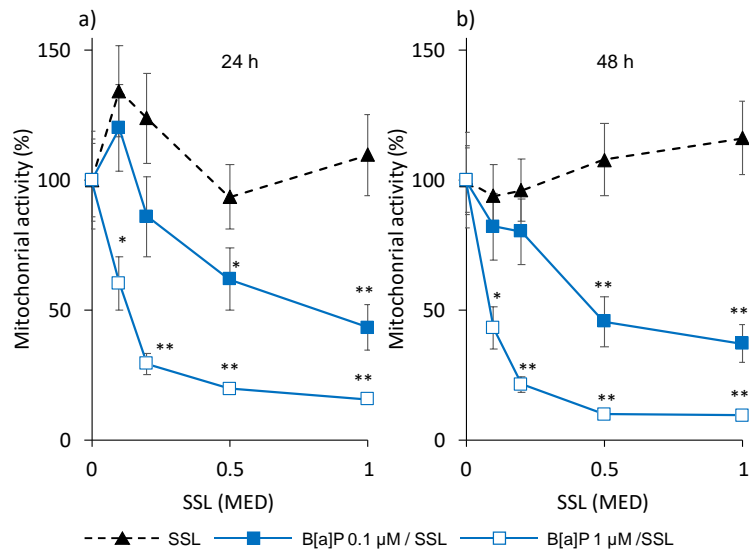 a)
b)
24 h
48 h
150
100
50
0
Mitochonrial activity (%)
*
**
*
**
**
**
0
0.5
1
SSL (MED)
150
100
50
0
Mitochonrial activity (%)
*
**
**
**
**
**
0
0.5
1
SSL (MED)
SSL
B[a]P 0.1 µM / SSL
B[a]P 1 µM /SSL